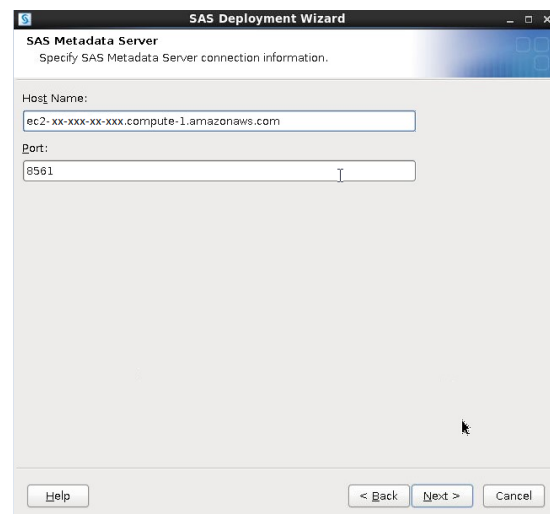 SAS Deployment Wizard
SAS Metadata Server
Specify SAS Metadata Server connection information.
Host Name:
ec2-xx-xxx-xx-xxx.compute-1.amazonaws.com
Port:
8561
Help
< Back
Next >
Cancel